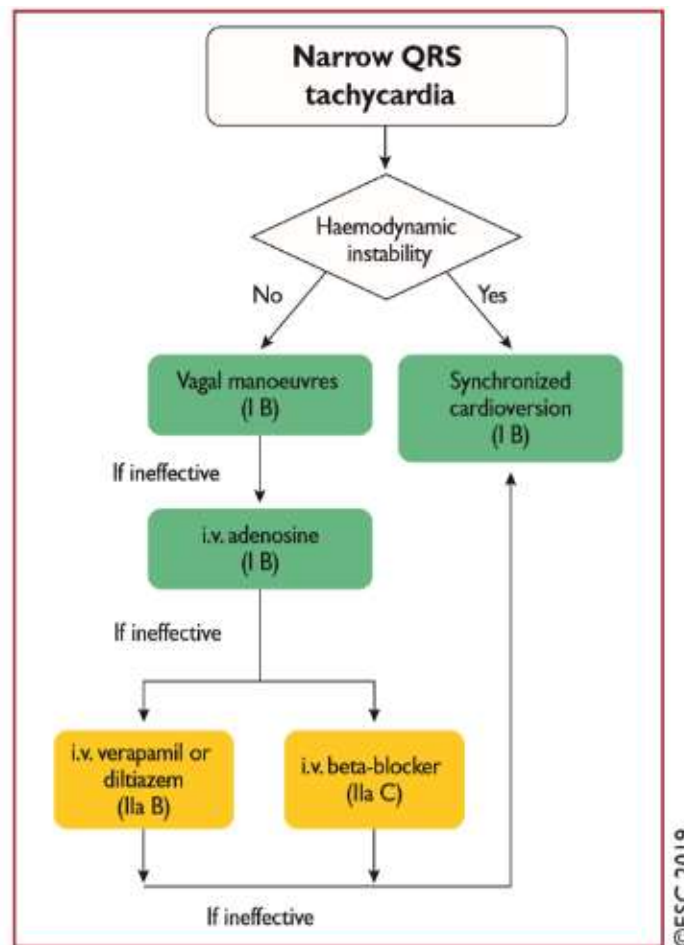 Narrow QRS
tachycardia
Haemodynamic
instability
No
Yes
Vagal manoeuvres
(I B)
Synchronized
cardioversion
(I B)
If ineffective
i.v. adenosine
(I B)
If ineffective
i.v. verapamil or
diltiazem
(IIa B)
i.v. beta-blocker
(IIa C)
If ineffective
©ESC 2019